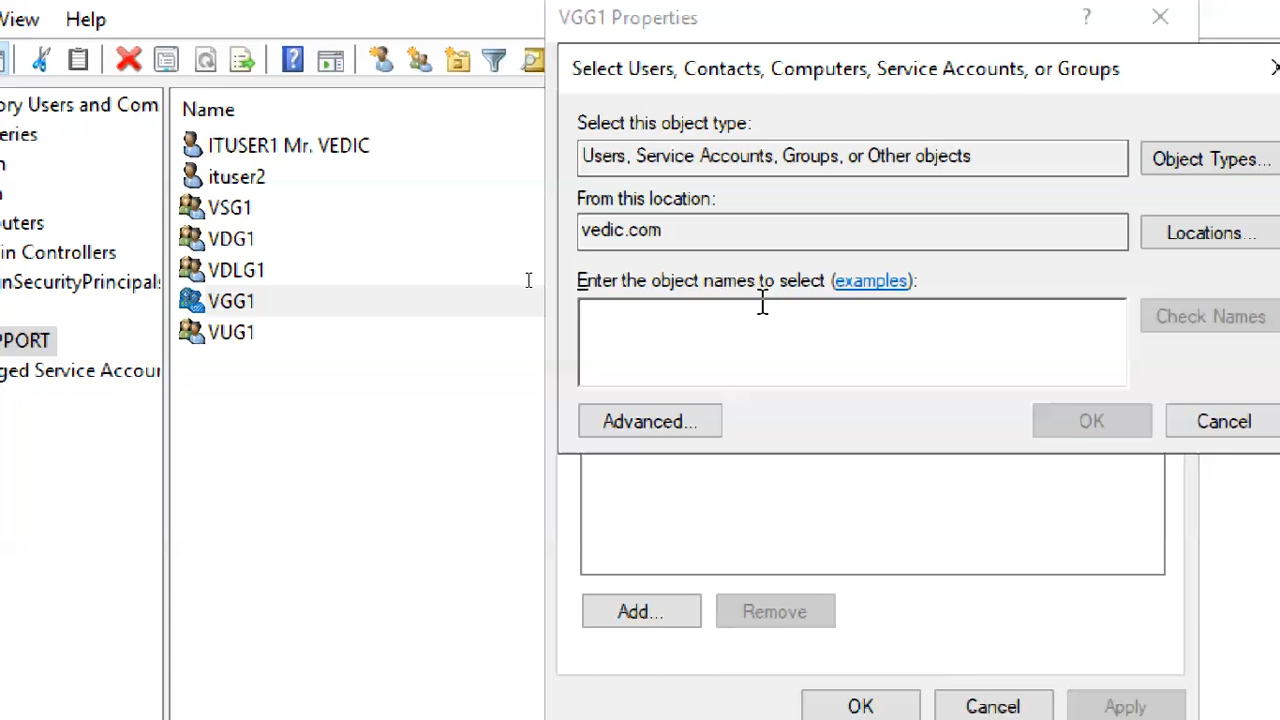 View Help
ory Users and Com
eries
n
n
uters
in Controllers
nSecurityPrincipals
PPORT
ged Service Accour
Name
ITUSER1 Mr. VEDIC
ituser2
VSG1
VDG1
VDLG1
VGG1
VUG1
VGG1 Properties
?
Select Users, Contacts, Computers, Service Accounts, or Groups
Select this object type:
Users, Service Accounts, Groups, or Other objects
Object Types...
From this location:
vedic.com
Locations...
Enter the object names to select (examples):
Check Names
Advanced...
OK
Cancel
Add...
Remove
OK
Cancel
Apply